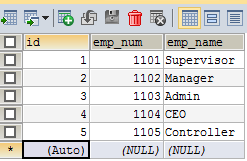 id emp_num emp_name
1 1101 Supervisor
2 1102 Manager
3 1103 Admin
4 1104 CEO
5 1105 Controller
* (Auto) (NULL) (NULL)